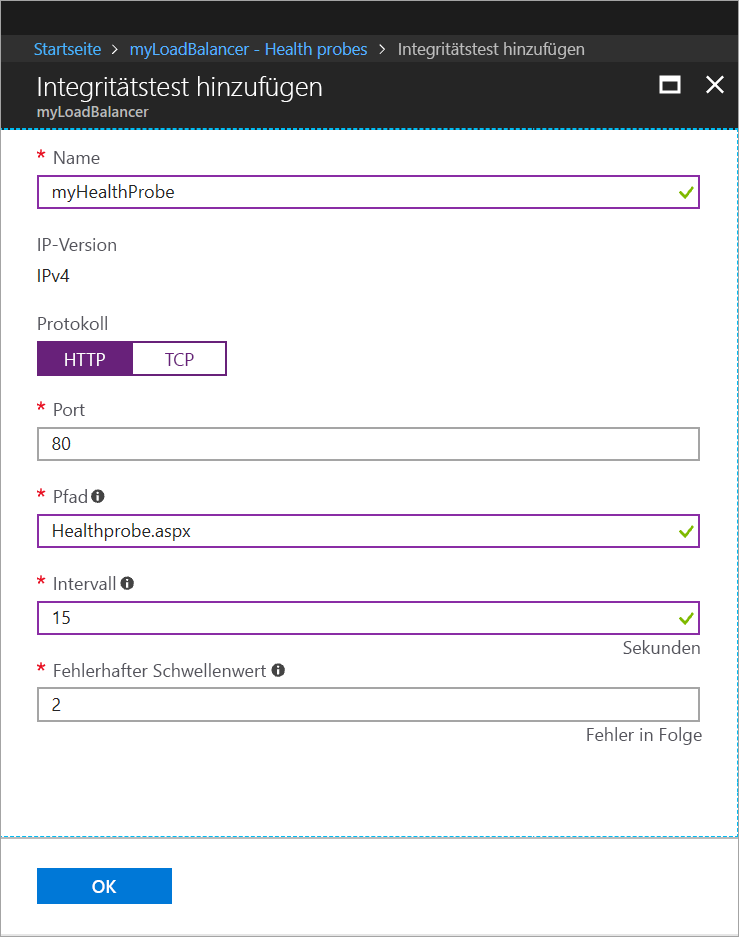 Startseite > myLoadBalancer - Health probes > Integritätstest hinzufügen
Integritätstest hinzufügen
myLoadBalancer
* Name
myHealthProbe
IP-Version
IPv4
Protokoll
HTTP TCP
* Port
80
* Pfad
Healthprobe.aspx
* Intervall
15
Sekunden
* Fehlerhafter Schwellenwert
2
Fehler in Folge
OK